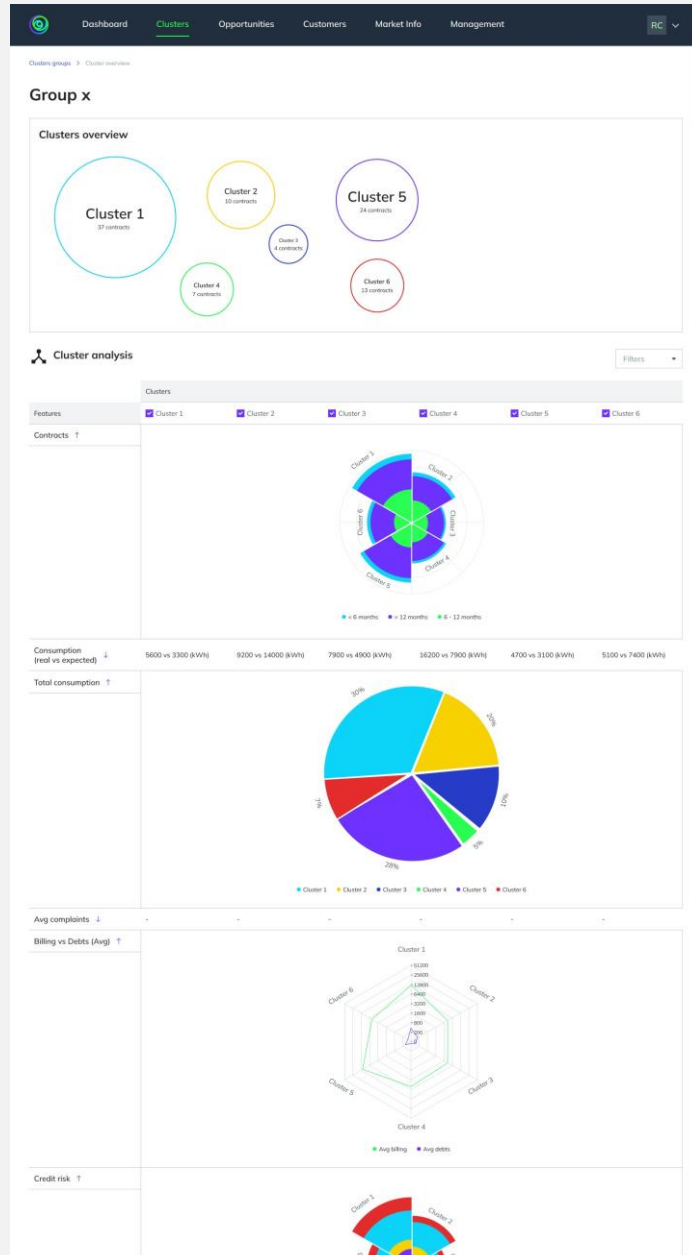 Dashboard Clusters Opportunities Customers Market Info Management RC
Clusters groups > Cluster overview
Group x
Clusters overview
Cluster 1
37 contracts
Cluster 2
10 contracts
Cluster 3
4 contracts
Cluster 4
7 contracts
Cluster 5
24 contracts
Cluster 6
13 contracts
Cluster analysis
Filters
Clusters
Features Cluster 1 Cluster 2 Cluster 3 Cluster 4 Cluster 5 Cluster 6
Contracts ↑
Cluster 1
Cluster 2
Cluster 3
Cluster 4
Cluster 5
Cluster 6
< 6 months > 12 months 6 - 12 months
Consumption
(real vs expected) ↓ 5600 vs 3300 (kWh) 9200 vs 14000 (kWh) 7900 vs 4900 (kWh) 16200 vs 7900 (kWh) 4700 vs 3100 (kWh) 5100 vs 7400 (kWh)
Total consumption ↑
30%
20%
10%
5%
28%
7%
Cluster 1 Cluster 2 Cluster 3 Cluster 4 Cluster 5 Cluster 6
Avg complaints ↓ - - - - - -
Billing vs Debts (Avg) ↑
Cluster 1
51200
25600
6400
3200
1600
800
0
Cluster 2
Cluster 3
Cluster 4
Cluster 5
Cluster 6
Avg billing Avg debts
Credit risk ↑
Cluster 1
Cluster 2